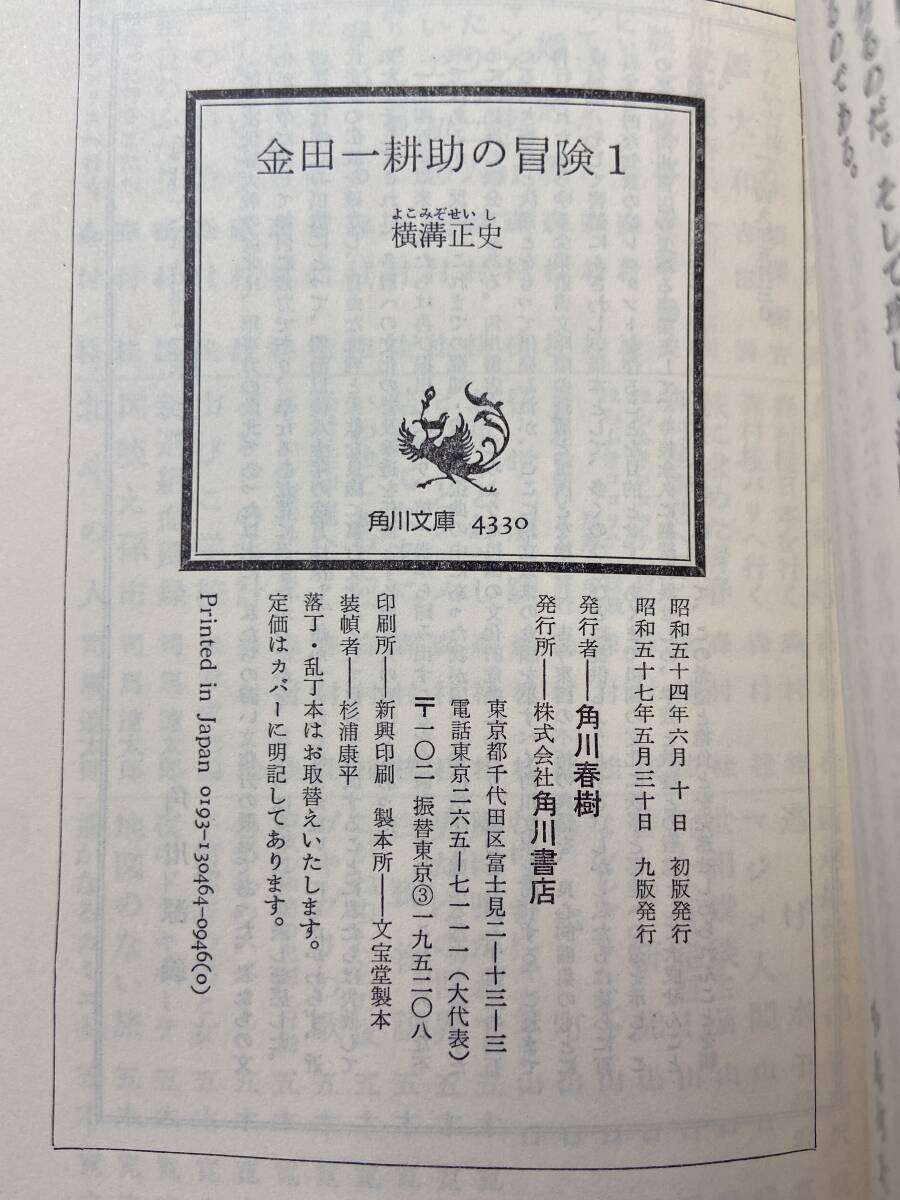 金田一耕助の冒険1
よこみぞせいし
横溝正史
角川文庫 4330
昭和五十四年六月 十 日 初版発行
昭和五十七年五月三十日 九版発行
発行者――角川春樹
発行所――株式会社角川書店
東京都千代田区富士見二ー十三ー三
電話東京二六五ー七一一一(大代表)
〒一〇二 振替東京③一九五二〇八
印刷所――新興印刷 製本所――文宝堂製本
装幀者――杉浦康平
落丁・乱丁本はお取替えいたします。
定価はカバーに明記してあります。
Printed in Japan 0193-130464-0946(0)